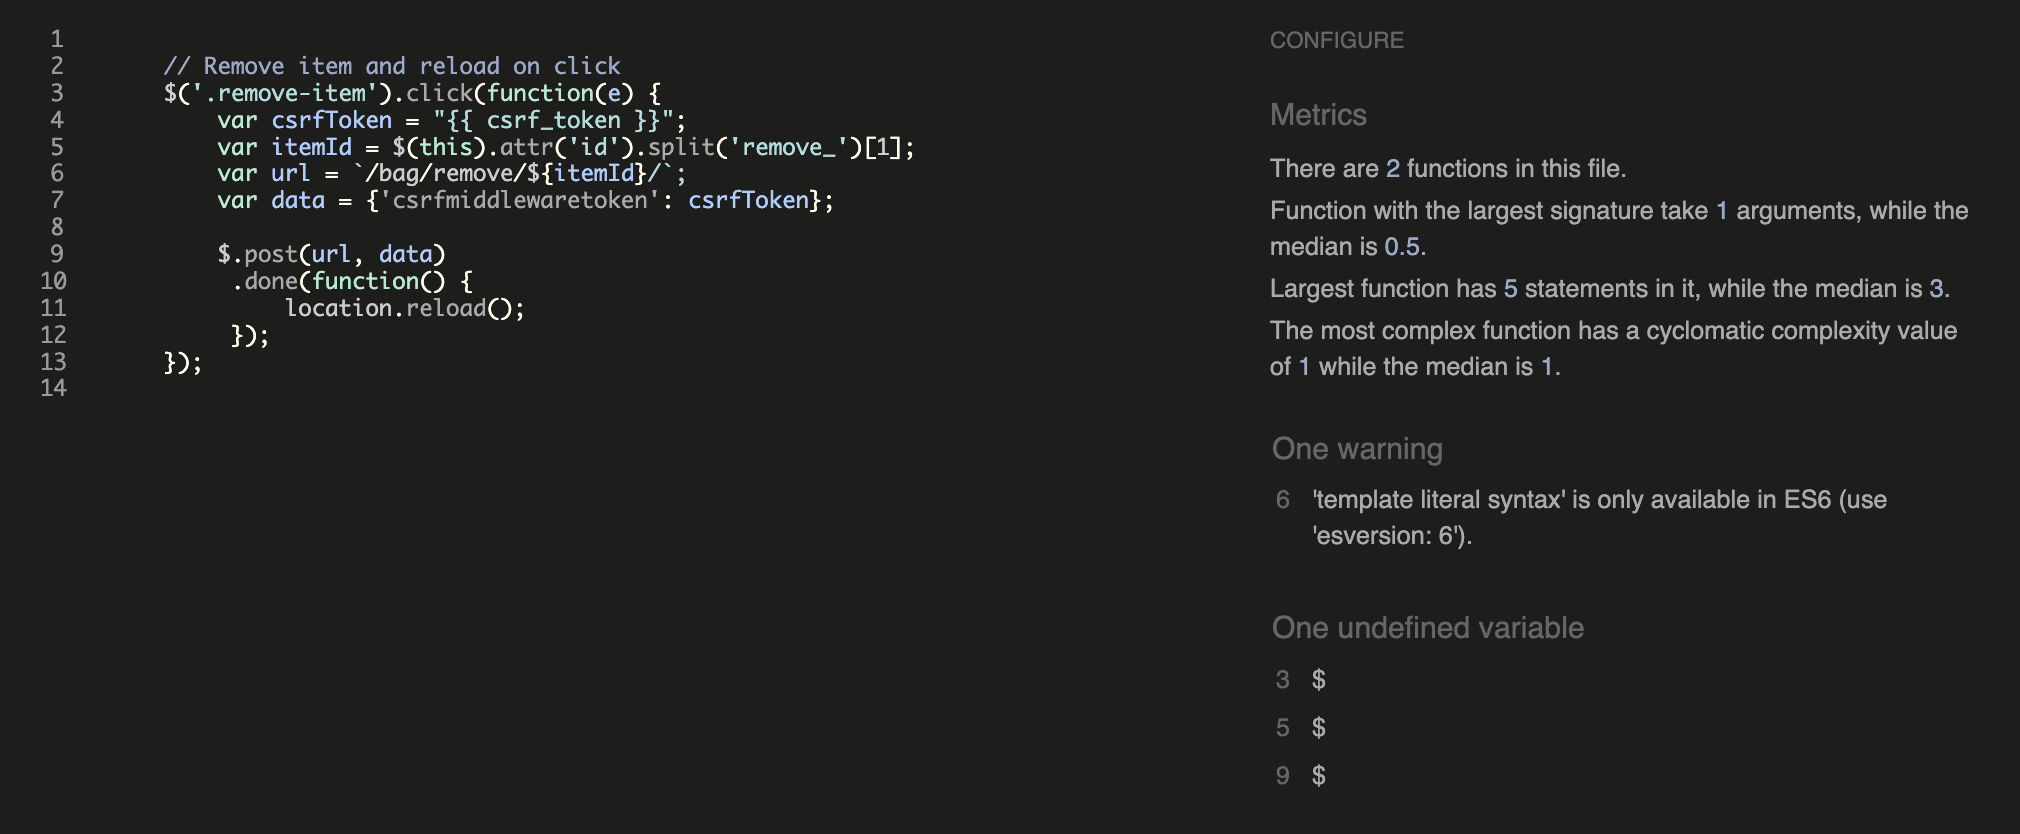 1
2 // Remove item and reload on click
3 $('.remove-item').click(function(e) {
4 var csrfToken = "{{ csrf_token }}";
5 var itemId = $(this).attr('id').split('remove_')[1];
6 var url = `/bag/remove/${itemId}/`;
7 var data = {'csrfmiddlewaretoken': csrfToken};
8
9 $.post(url, data)
10 .done(function() {
11 location.reload();
12 });
13 });
14
CONFIGURE
Metrics
There are 2 functions in this file.
Function with the largest signature take 1 arguments, while the
median is 0.5.
Largest function has 5 statements in it, while the median is 3.
The most complex function has a cyclomatic complexity value
of 1 while the median is 1.
One warning
6 'template literal syntax' is only available in ES6 (use
'esversion: 6').
One undefined variable
3 $
5 $
9 $